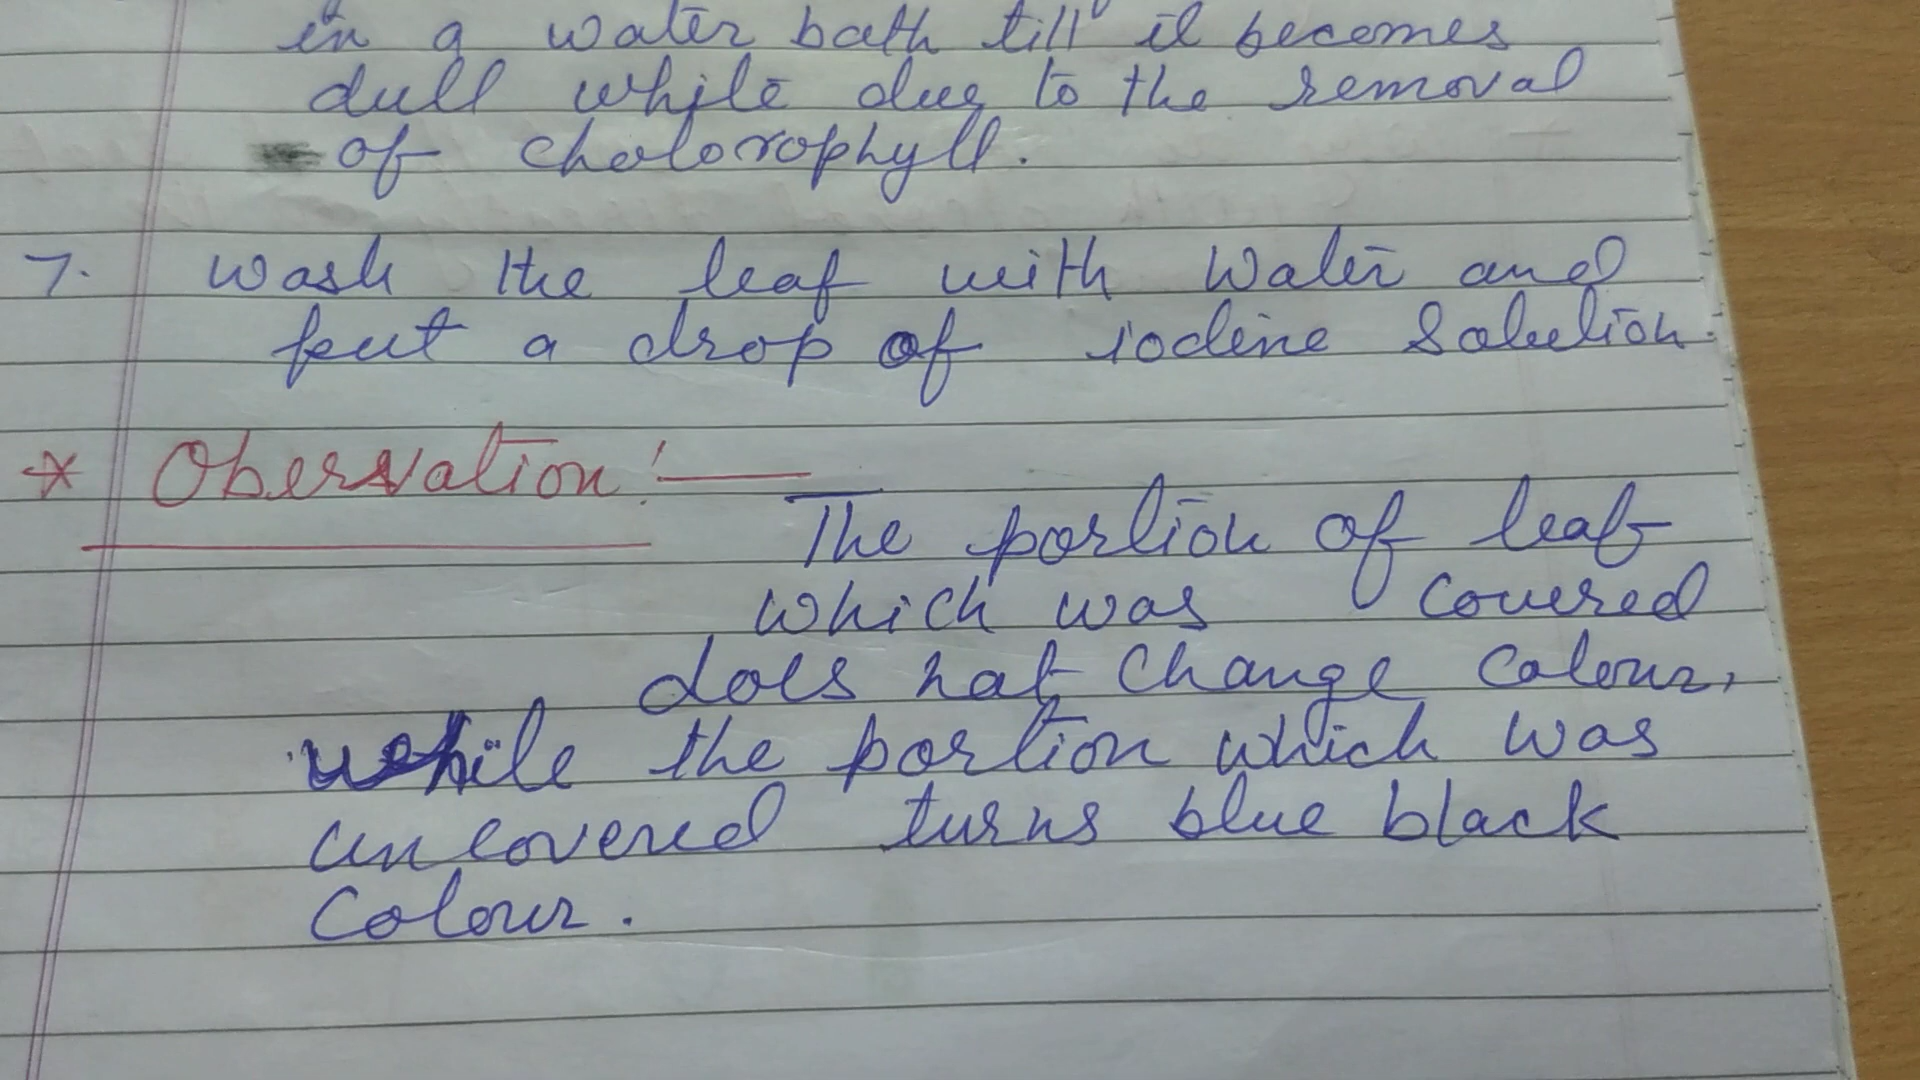 in a water bath till it becomes
dull while due to the removal
of cholorophyll.
7. Wash the leaf with Water and
put a drop of iodine Solution.
* Obersvation :—
The portion of leaf
which was covered
does not change colour,
while the portion which was
uncovered turns blue black
Colour.